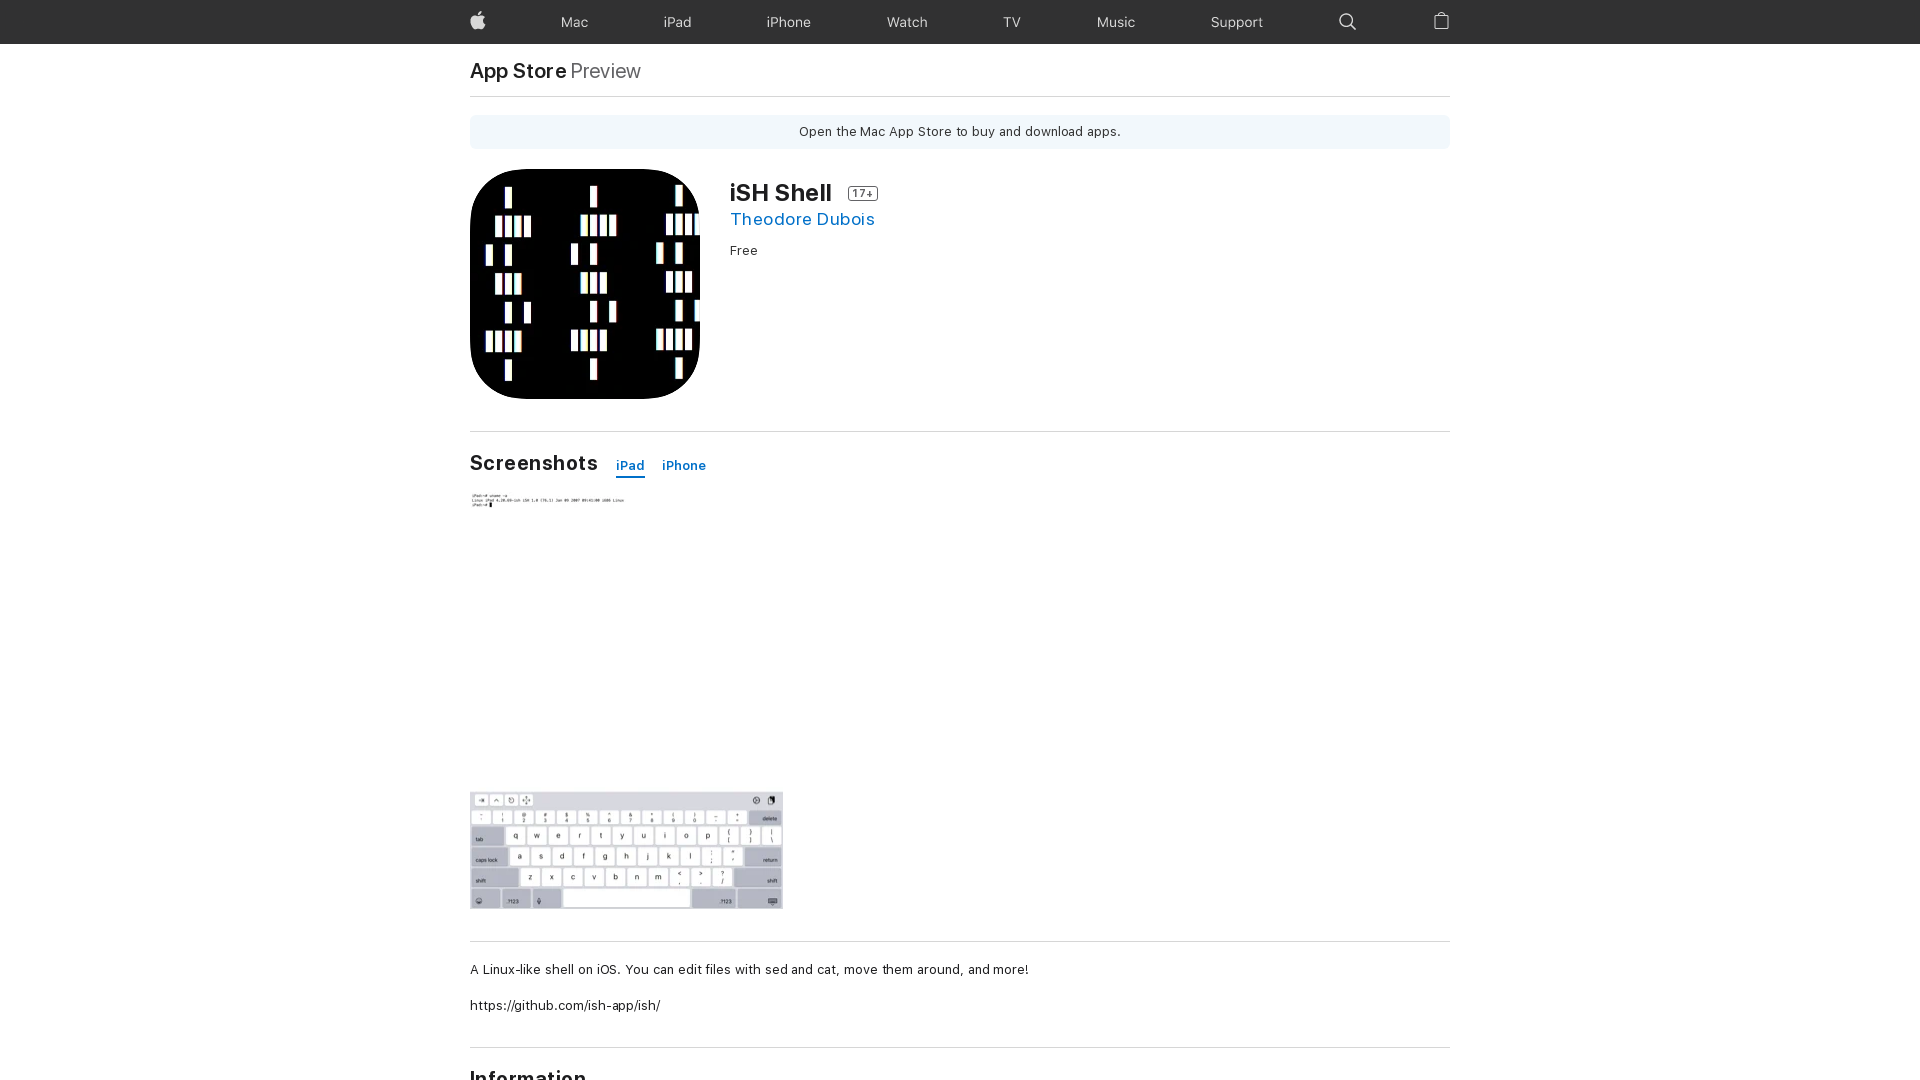 Mac iPad iPhone Watch TV Music Support
App Store Preview
Open the Mac App Store to buy and download apps.
iSH Shell 17+
Theodore Dubois
Free
Screenshots iPad iPhone
delete
tab q w e r t y u i o p
caps lock a s d f g h j k l return
shift z x c v b n m shift
.?123 .?123
A Linux-like shell on iOS. You can edit files with sed and cat, move them around, and more!
https://github.com/ish-app/ish/
Information